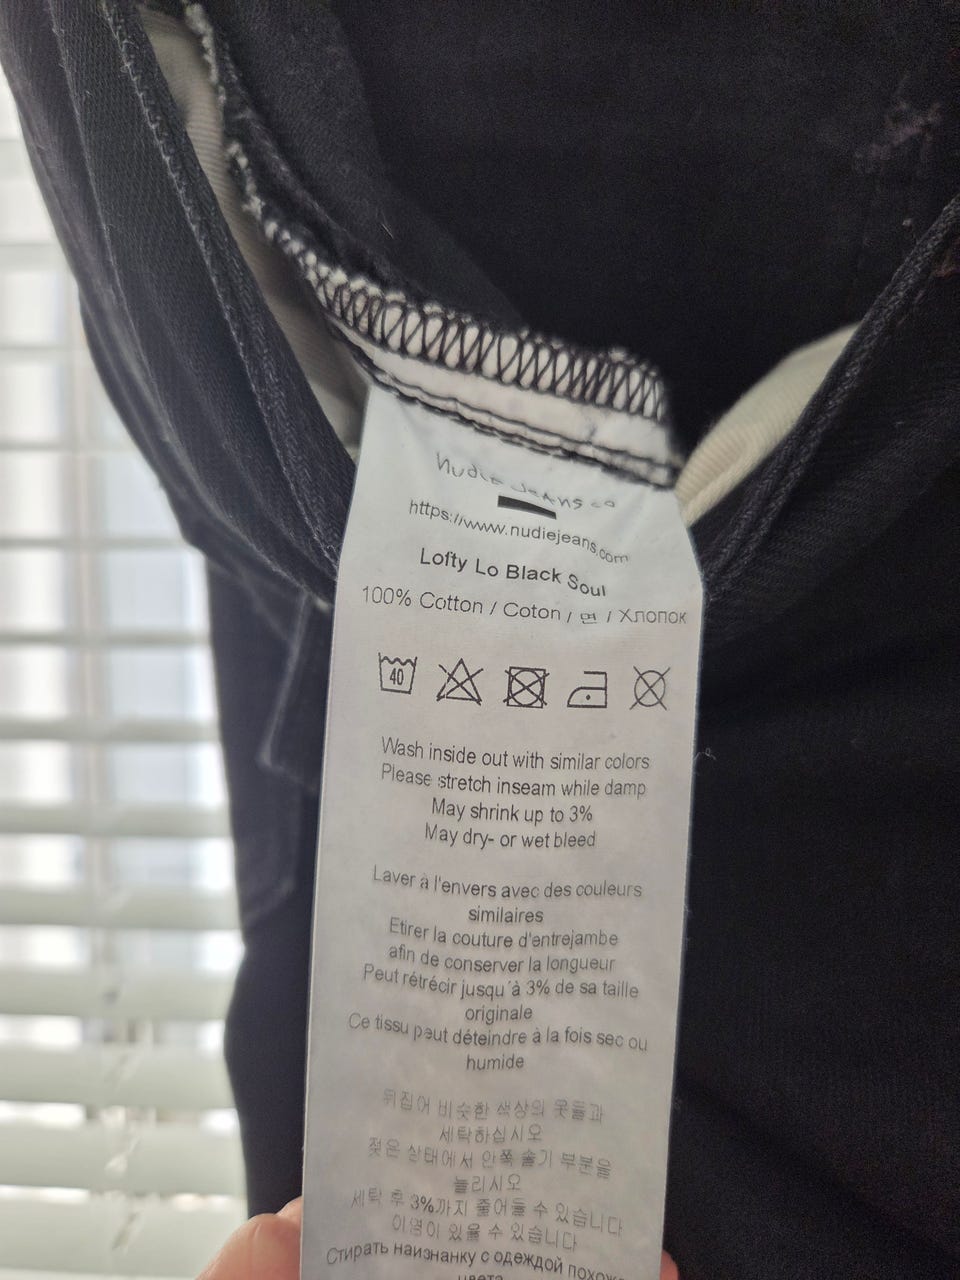 Nudie Jeans co
https://www.nudiejeans.com
Lofty Lo Black Soul
100% Cotton / Coton / 면 / Хлопок
40
Wash inside out with similar colors
Please stretch inseam while damp
May shrink up to 3%
May dry- or wet bleed
Laver à l'envers avec des couleurs
similaires
Etirer la couture d'entrejambe
afin de conserver la longueur
Peut rétrécir jusqu'à 3% de sa taille
originale
Ce tissu peut déteindre à la fois sec ou
humide
뒤집어 비슷한 색상의 옷들과
세탁하십시오
젖은 상태에서 안쪽 솔기 부분을
늘리시오
세탁 후 3%까지 줄어들 수 있습니다
이염이 있을 수 있습니다
Стирать наизнанку с одеждой похож
цвета